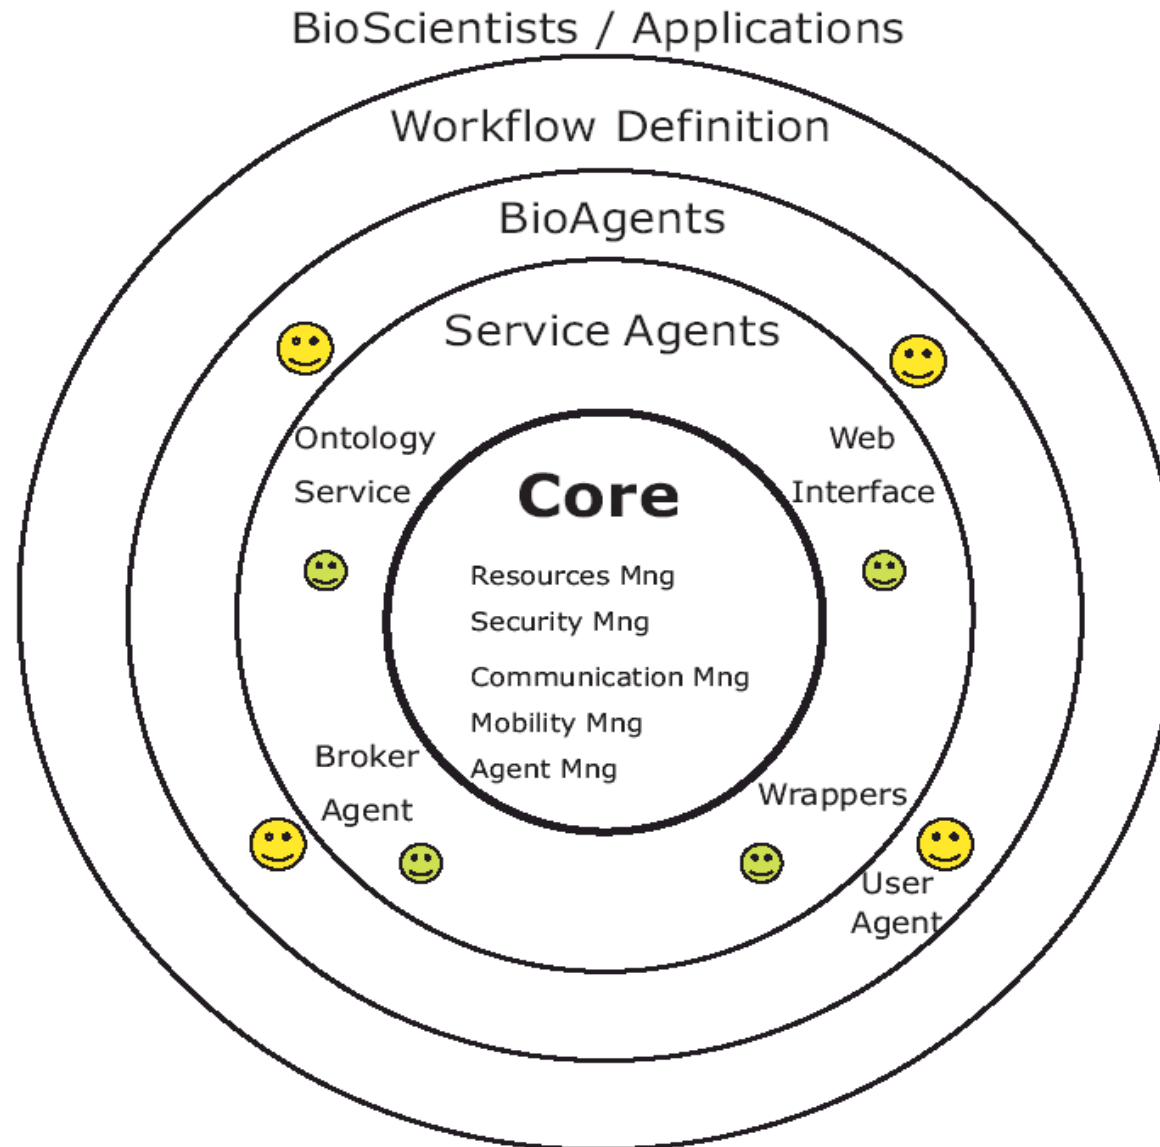 BioScientists / Applications
Workflow Definition
BioAgents
Service Agents
Ontology
Service
Web
Interface
Core
Resources Mng
Security Mng
Communication Mng
Mobility Mng
Agent Mng
Broker
Agent
Wrappers
User
Agent